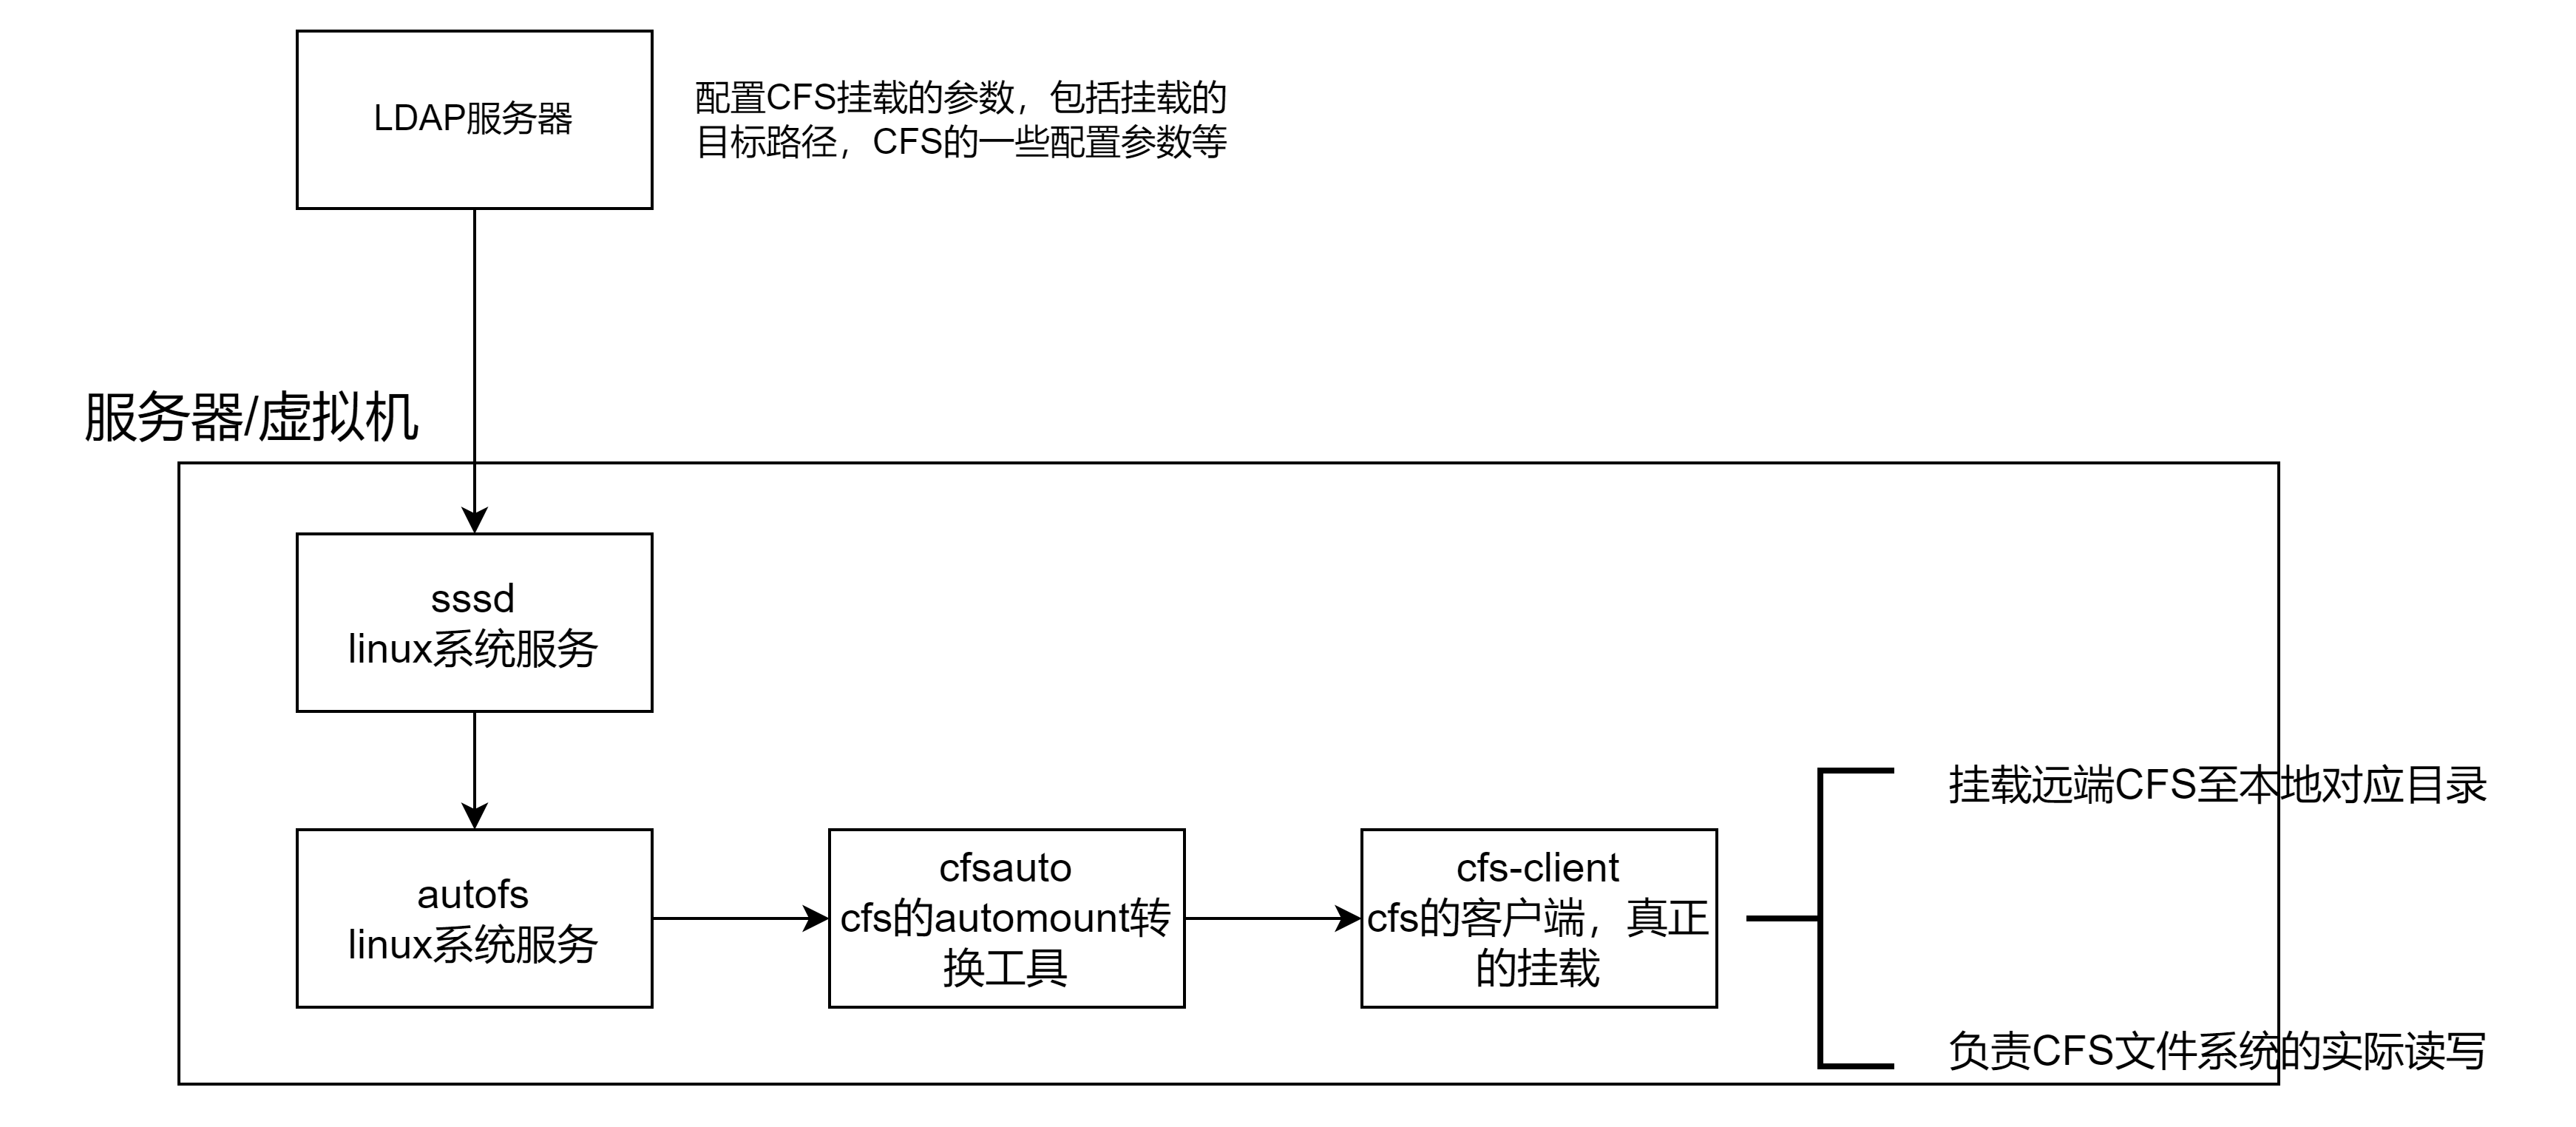 LDAP服务器
配置CFS挂载的参数，包括挂载的
目标路径，CFS的一些配置参数等
服务器/虚拟机
sssd
linux系统服务
autofs
linux系统服务
cfsauto
cfs的automount转
换工具
cfs-client
cfs的客户端，真正
的挂载
挂载远端CFS至本地对应目录
负责CFS文件系统的实际读写